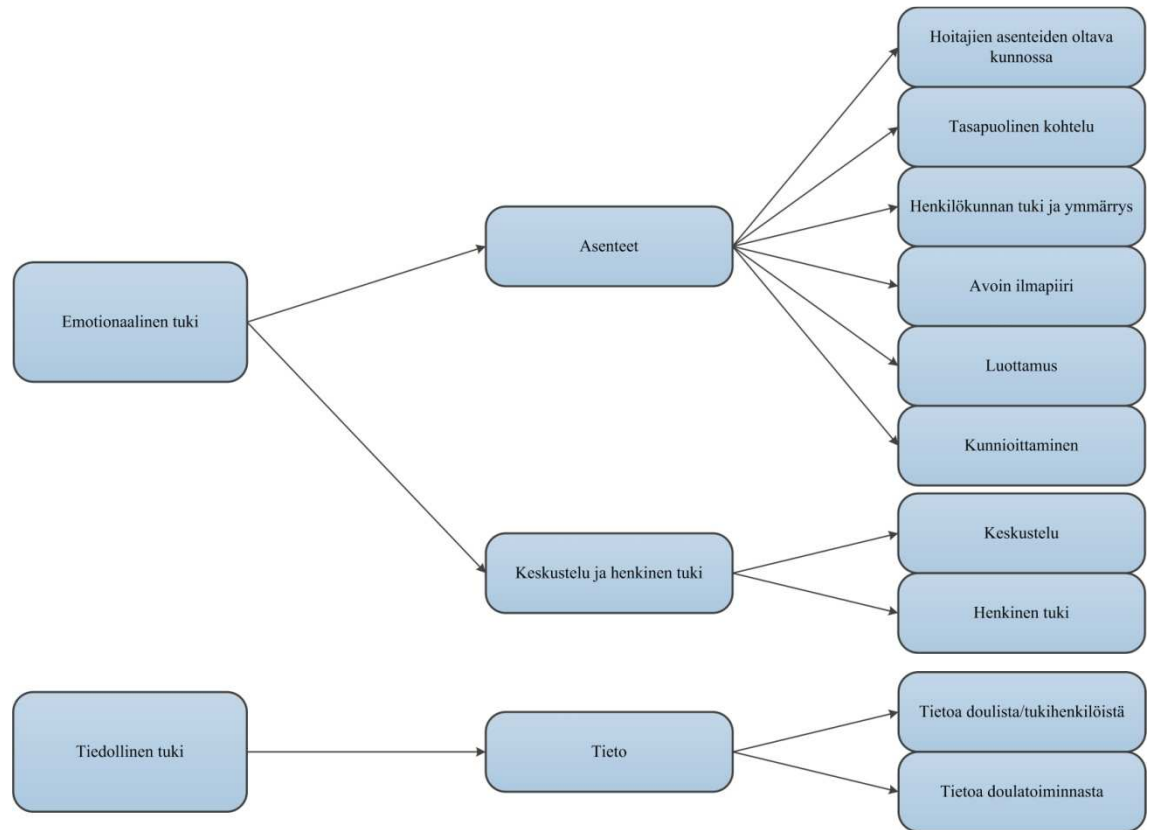 Hoitajien asenteiden oltava
kunnossa
Tasapuolinen kohtelu
Henkilökunnan tuki ja ymmärrys
Asenteet
Avoin ilmapiiri
Emotionaalinen tuki
Luottamus
Kunnioittaminen
Keskustelu
Keskustelu ja henkinen tuki
Henkinen tuki
Tietoa doulista/tukihenkilöistä
Tiedollinen tuki
Tieto
Tietoa doulatoiminnasta